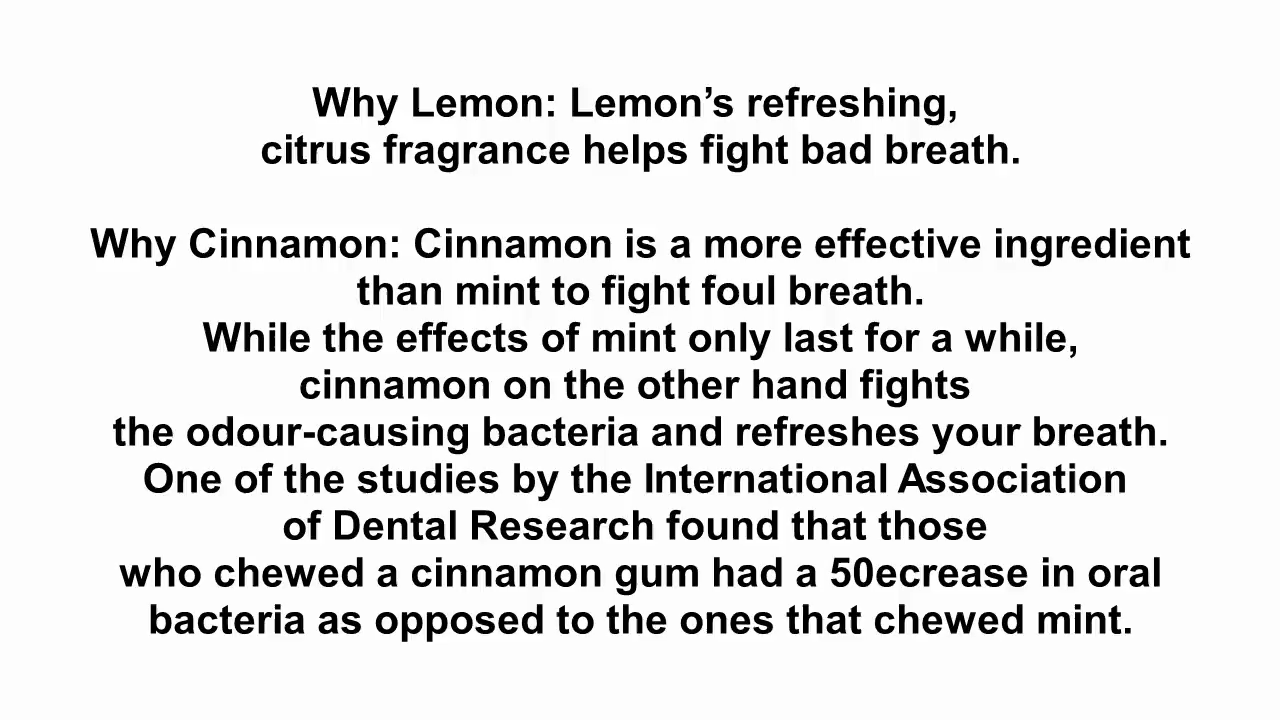 Why Lemon: Lemon’s refreshing,
citrus fragrance helps fight bad breath.
Why Cinnamon: Cinnamon is a more effective ingredient
than mint to fight foul breath.
While the effects of mint only last for a while,
cinnamon on the other hand fights
the odour-causing bacteria and refreshes your breath.
One of the studies by the International Association
of Dental Research found that those
who chewed a cinnamon gum had a 50ecrease in oral
bacteria as opposed to the ones that chewed mint.